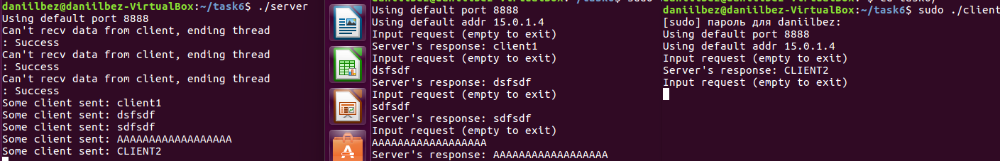 daniilbez@daniilbez-VirtualBox:~/task6$ ./server
Using default port 8888
Can't recv data from client, ending thread
: Success
Can't recv data from client, ending thread
: Success
Can't recv data from client, ending thread
: Success
Some client sent: client1
Some client sent: dsfsdf
Some client sent: sdfsdf
Some client sent: AAAAAAAAAAAAAAAAAA
Some client sent: CLIENT2
Using default port 8888
Using default addr 15.0.1.4
Input request (empty to exit)
Server's response: client1
Input request (empty to exit)
dsfsdf
Server's response: dsfsdf
Input request (empty to exit)
sdfsdf
Server's response: sdfsdf
Input request (empty to exit)
AAAAAAAAAAAAAAAAAA
Server's response: AAAAAAAAAAAAAAAAAA
daniilbez@daniilbez-VirtualBox:~/task6$ sudo ./client
[sudo] пароль для daniilbez:
Using default port 8888
Using default addr 15.0.1.4
Input request (empty to exit)
Server's response: CLIENT2
Input request (empty to exit)